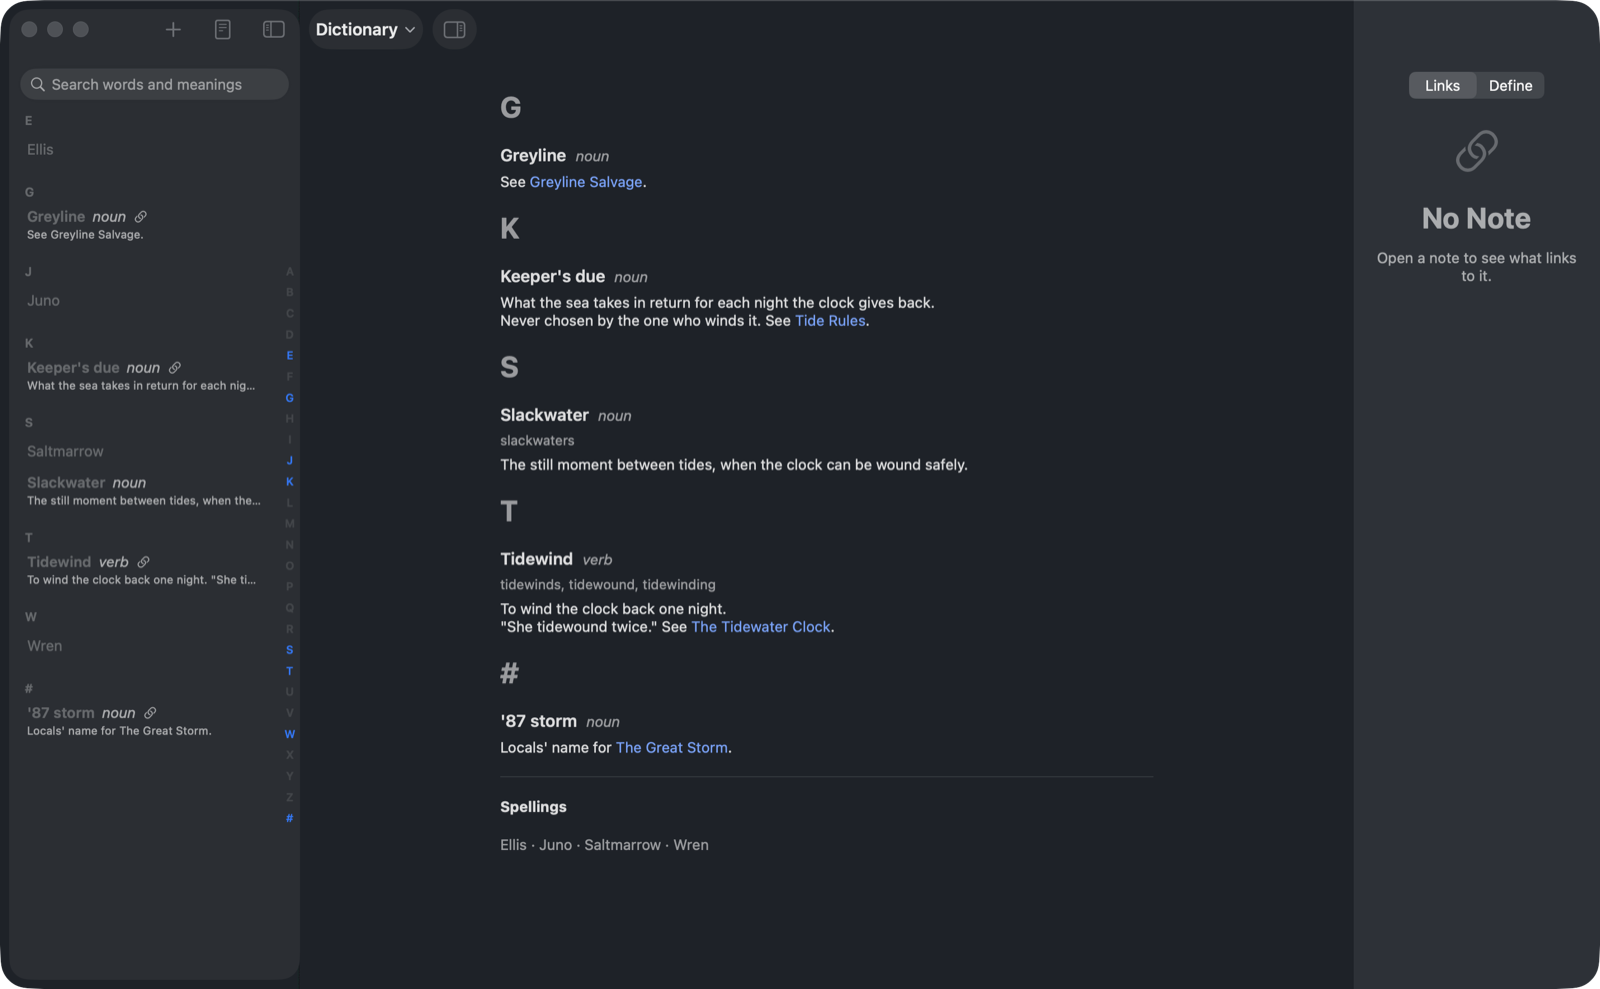 Dictionary
Search words and meanings
E
Ellis
G
Greyline noun
See Greyline Salvage.
J
Juno
K
Keeper's due noun
What the sea takes in return for each nig...
S
Saltmarrow
Slackwater noun
The still moment between tides, when the...
T
Tidewind verb
To wind the clock back one night. "She ti...
W
Wren
#
'87 storm noun
Locals' name for The Great Storm.
A
B
C
D
E
F
G
H
I
J
K
L
M
N
O
P
Q
R
S
T
U
V
W
X
Y
Z
#
G
Greyline noun
See Greyline Salvage.
K
Keeper's due noun
What the sea takes in return for each night the clock gives back.
Never chosen by the one who winds it. See Tide Rules.
S
Slackwater noun
slackwaters
The still moment between tides, when the clock can be wound safely.
T
Tidewind verb
tidewinds, tidewound, tidewinding
To wind the clock back one night.
"She tidewound twice." See The Tidewater Clock.
#
'87 storm noun
Locals' name for The Great Storm.
Spellings
Ellis · Juno · Saltmarrow · Wren
Links Define
No Note
Open a note to see what links
to it.